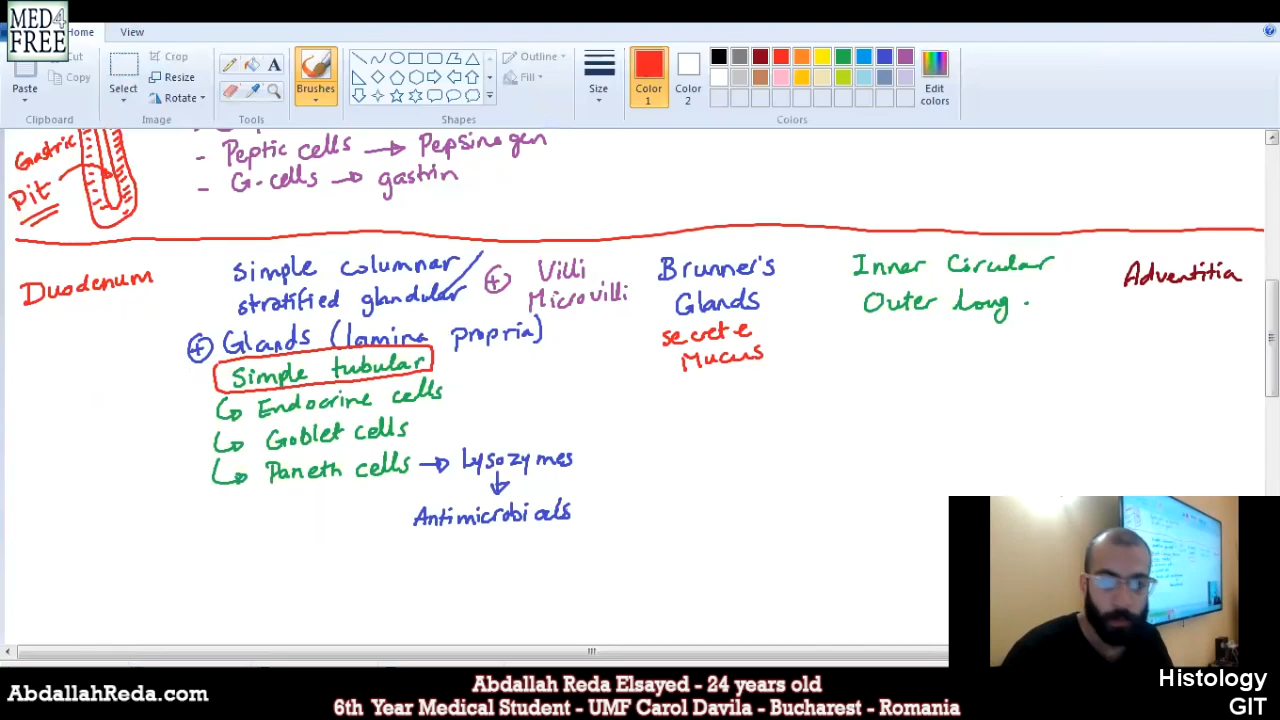 MED4
FREE
Home
View
Cut
Copy
Paste
Clipboard
Select
Crop
Resize
Rotate
Image
Tools
Brushes
Outline
Fill
Shapes
Size
Color
1
Color
2
Edit
colors
Colors
Gastric
Pit
- Peptic cells → Pepsinogen
- G-cells → gastrin
Duodenum
Simple columnar
stratified glandular
+ Villi
Microvilli
+ Glands (lamina propria)
Simple tubular
↳ Endocrine cells
↳ Goblet cells
↳ Paneth cells → Lysozymes
↓
Antimicrobials
Brunner's
Glands
secrete
Mucus
Inner Circular
Outer Long.
Adventitia
AbdallahReda.com
Abdallah Reda Elsayed - 24 years old
6th Year Medical Student - UMF Carol Davila - Bucharest - Romania
Histology
GIT